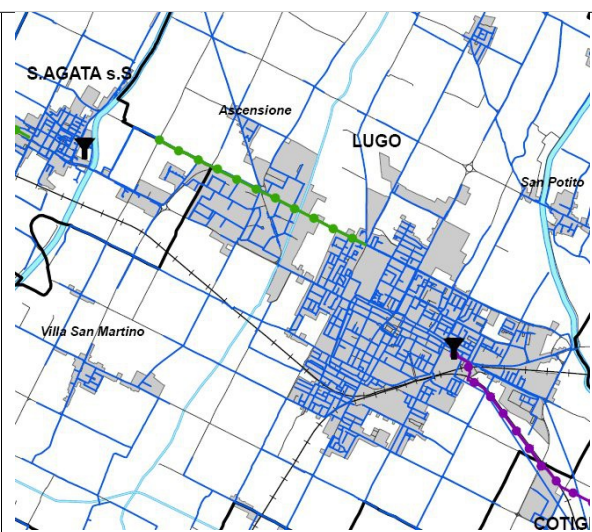 S.AGATA s.S
Ascensione
LUGO
San Potito
Villa San Martino
COTIG